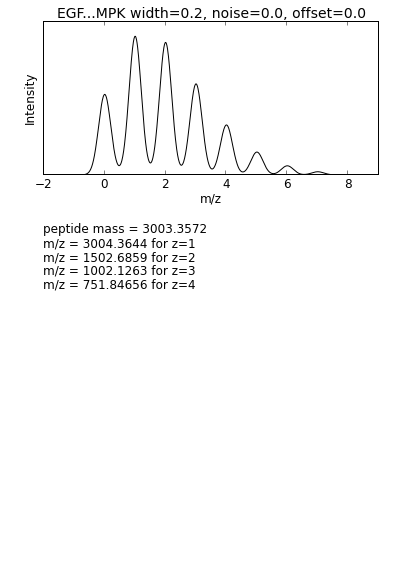 EGF...MPK width=0.2, noise=0.0, offset=0.0
Intensity
−2 0 2 4 6 8
m/z
peptide mass = 3003.3572
m/z = 3004.3644 for z=1
m/z = 1502.6859 for z=2
m/z = 1002.1263 for z=3
m/z = 751.84656 for z=4